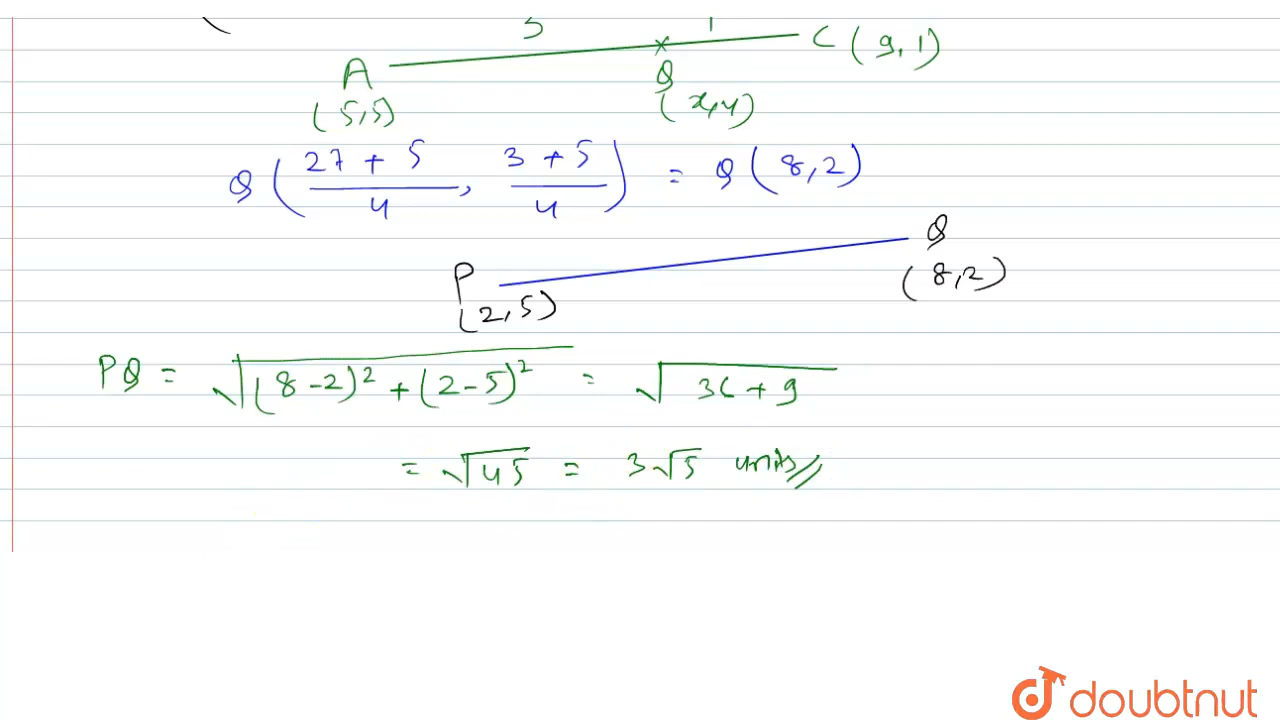 3 1
A C (9,1)
(5,5) Q (x,y)
Q ( 27 + 5 / 4 , 3 + 5 / 4 ) = Q (8,2)
P (2,5) Q (8,2)
PQ = √((8-2)² + (2-5)²) = √(36 + 9)
= √45 = 3√5 units //
doubtnut